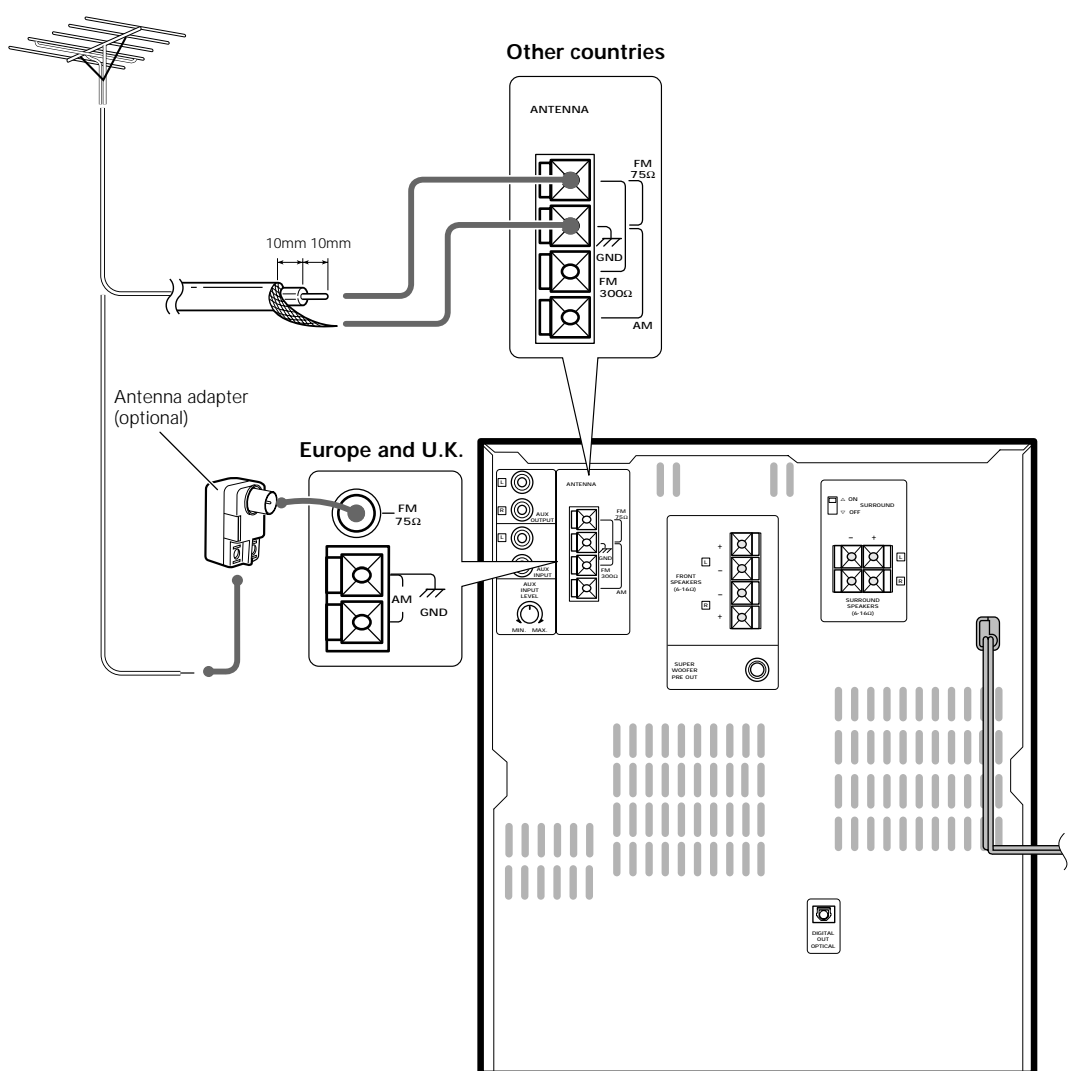 Other countries
ANTENNA
FM
75Ω
GND
FM
300Ω
AM
10mm 10mm
Antenna adapter
(optional)
Europe and U.K.
FM
75Ω
AM
GND
L
R
AUX
OUTPUT
L
AUX
INPUT
AUX
INPUT
LEVEL
MIN. MAX.
ANTENNA
FM
75Ω
GND
FM
300Ω
AM
+
L
–
FRONT
SPEAKERS
(6-16Ω)
–
R
+
SUPER
WOOFER
PRE OUT
ON
SURROUND
OFF
– +
L
R
SURROUND
SPEAKERS
(6-16Ω)
DIGITAL
OUT
OPTICAL